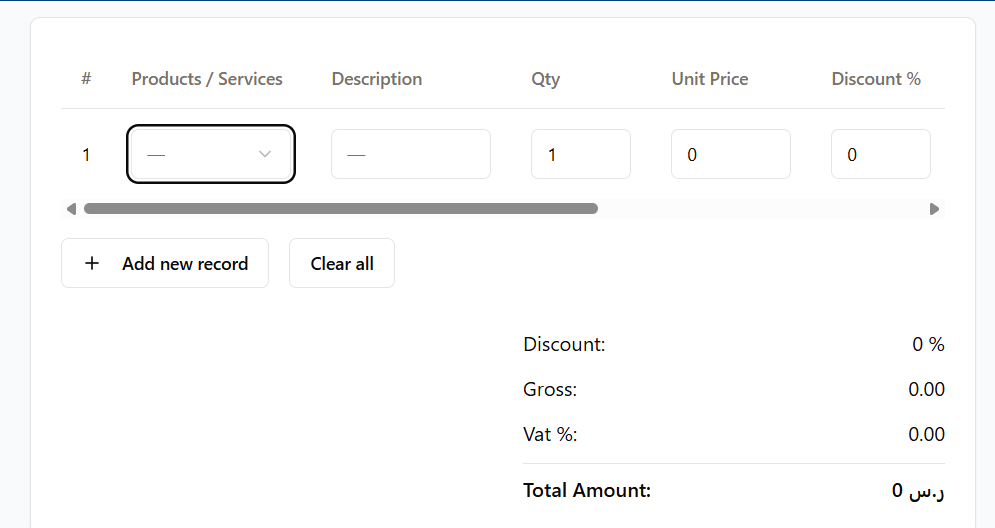 # Products / Services Description Qty Unit Price Discount %
1 — — 1 0 0
+ Add new record Clear all
Discount: 0 %
Gross: 0.00
Vat %: 0.00
Total Amount: 0 ر.س